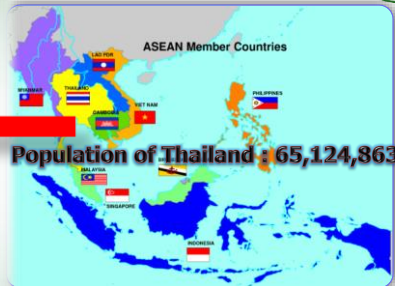 ASEAN Member Countries
LAO PDR
MYANMAR
THAILAND
PHILIPPINES
VIET NAM
CAMBODIA
Population of Thailand : 65,124,863
MALAYSIA
SINGAPORE
INDONESIA